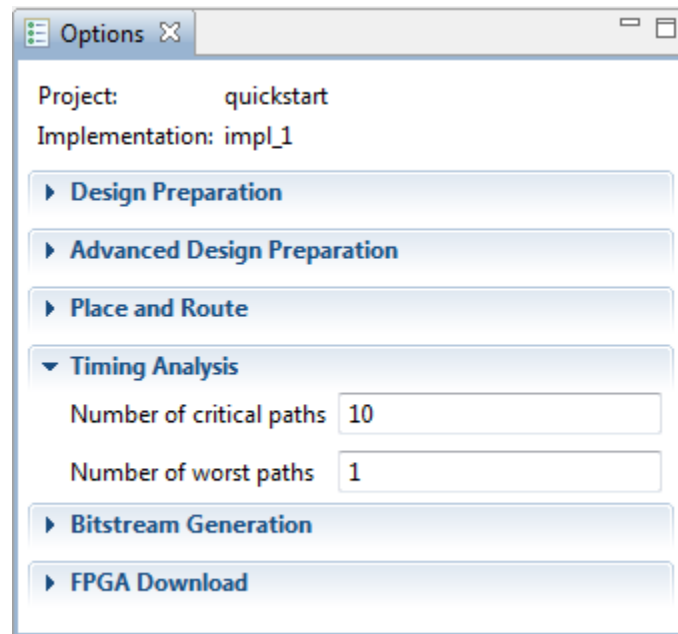 Options
Project: quickstart
Implementation: impl_1
Design Preparation
Advanced Design Preparation
Place and Route
Timing Analysis
Number of critical paths 10
Number of worst paths 1
Bitstream Generation
FPGA Download